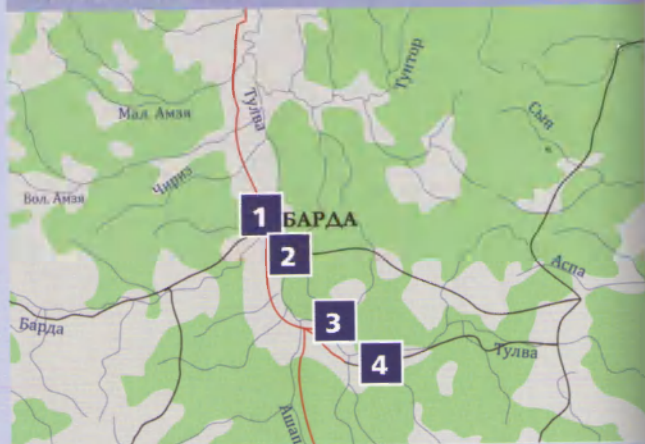 Тулва
Тунтор
Мал. Амзя
Сып
Чириз
Вол. Амзя
1 БАРДА
2
Аспа
3
Барда
4
Тулва
Ашап